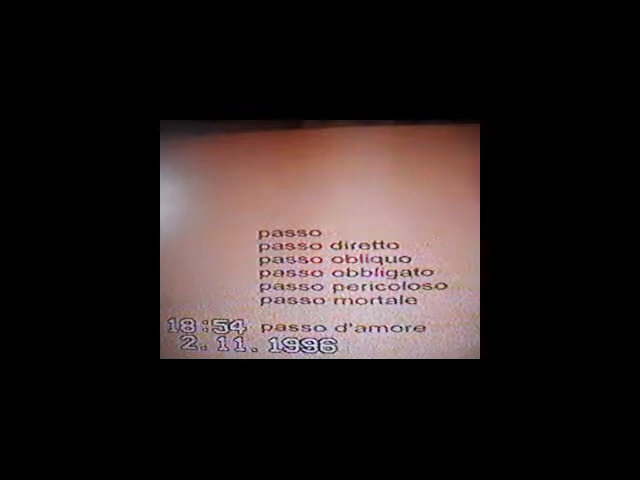 passo
passo diretto
passo obliquo
passo obbligato
passo pericoloso
passo mortale
passo d'amore
18:54
2.11.1996